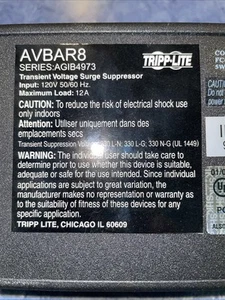 TRIPP·LITE
AVBAR8
SERIES:AGIB4973
Transient Voltage Surge Suppressor
Input: 120V 50/60 Hz.
Maximum Load: 12A
CAUTION: To reduce the risk of electrical shock use
only indoors
Attention: Utiliser uniquement dans des
emplacements secs
Transient Suppression Voltage: 330 L-N: 330 L-G: 330 N-G (UL 1449)
WARNING: The individual user should take care to
determine prior to use whether this device is suitable,
adequate or safe for the use intended. Since individual
applications are subject to great variation, the
manufacturer makes no representation or warranty as
to the suitability of fitness of these devices for any
specific application.
TRIPP LITE, CHICAGO IL 60609